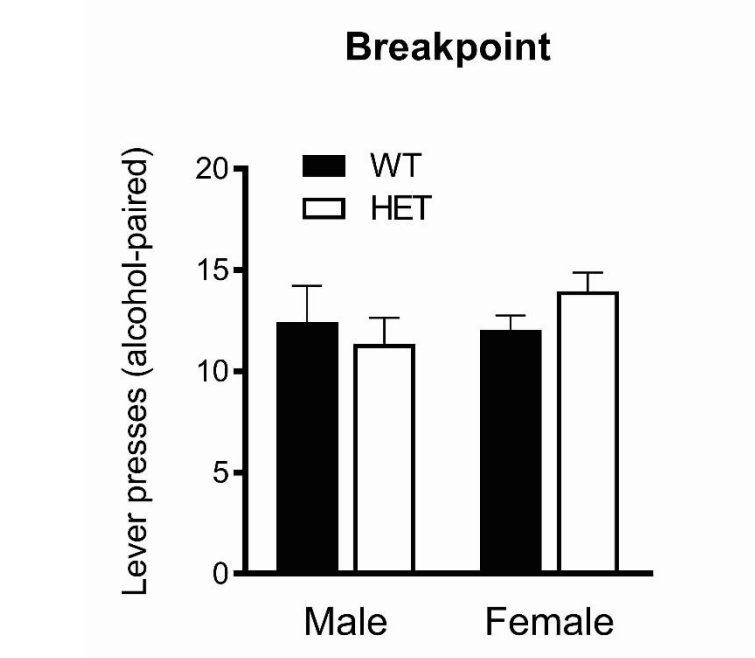 Breakpoint
Lever presses (alcohol-paired)
20
15
10
5
0
WT
HET
Male
Female